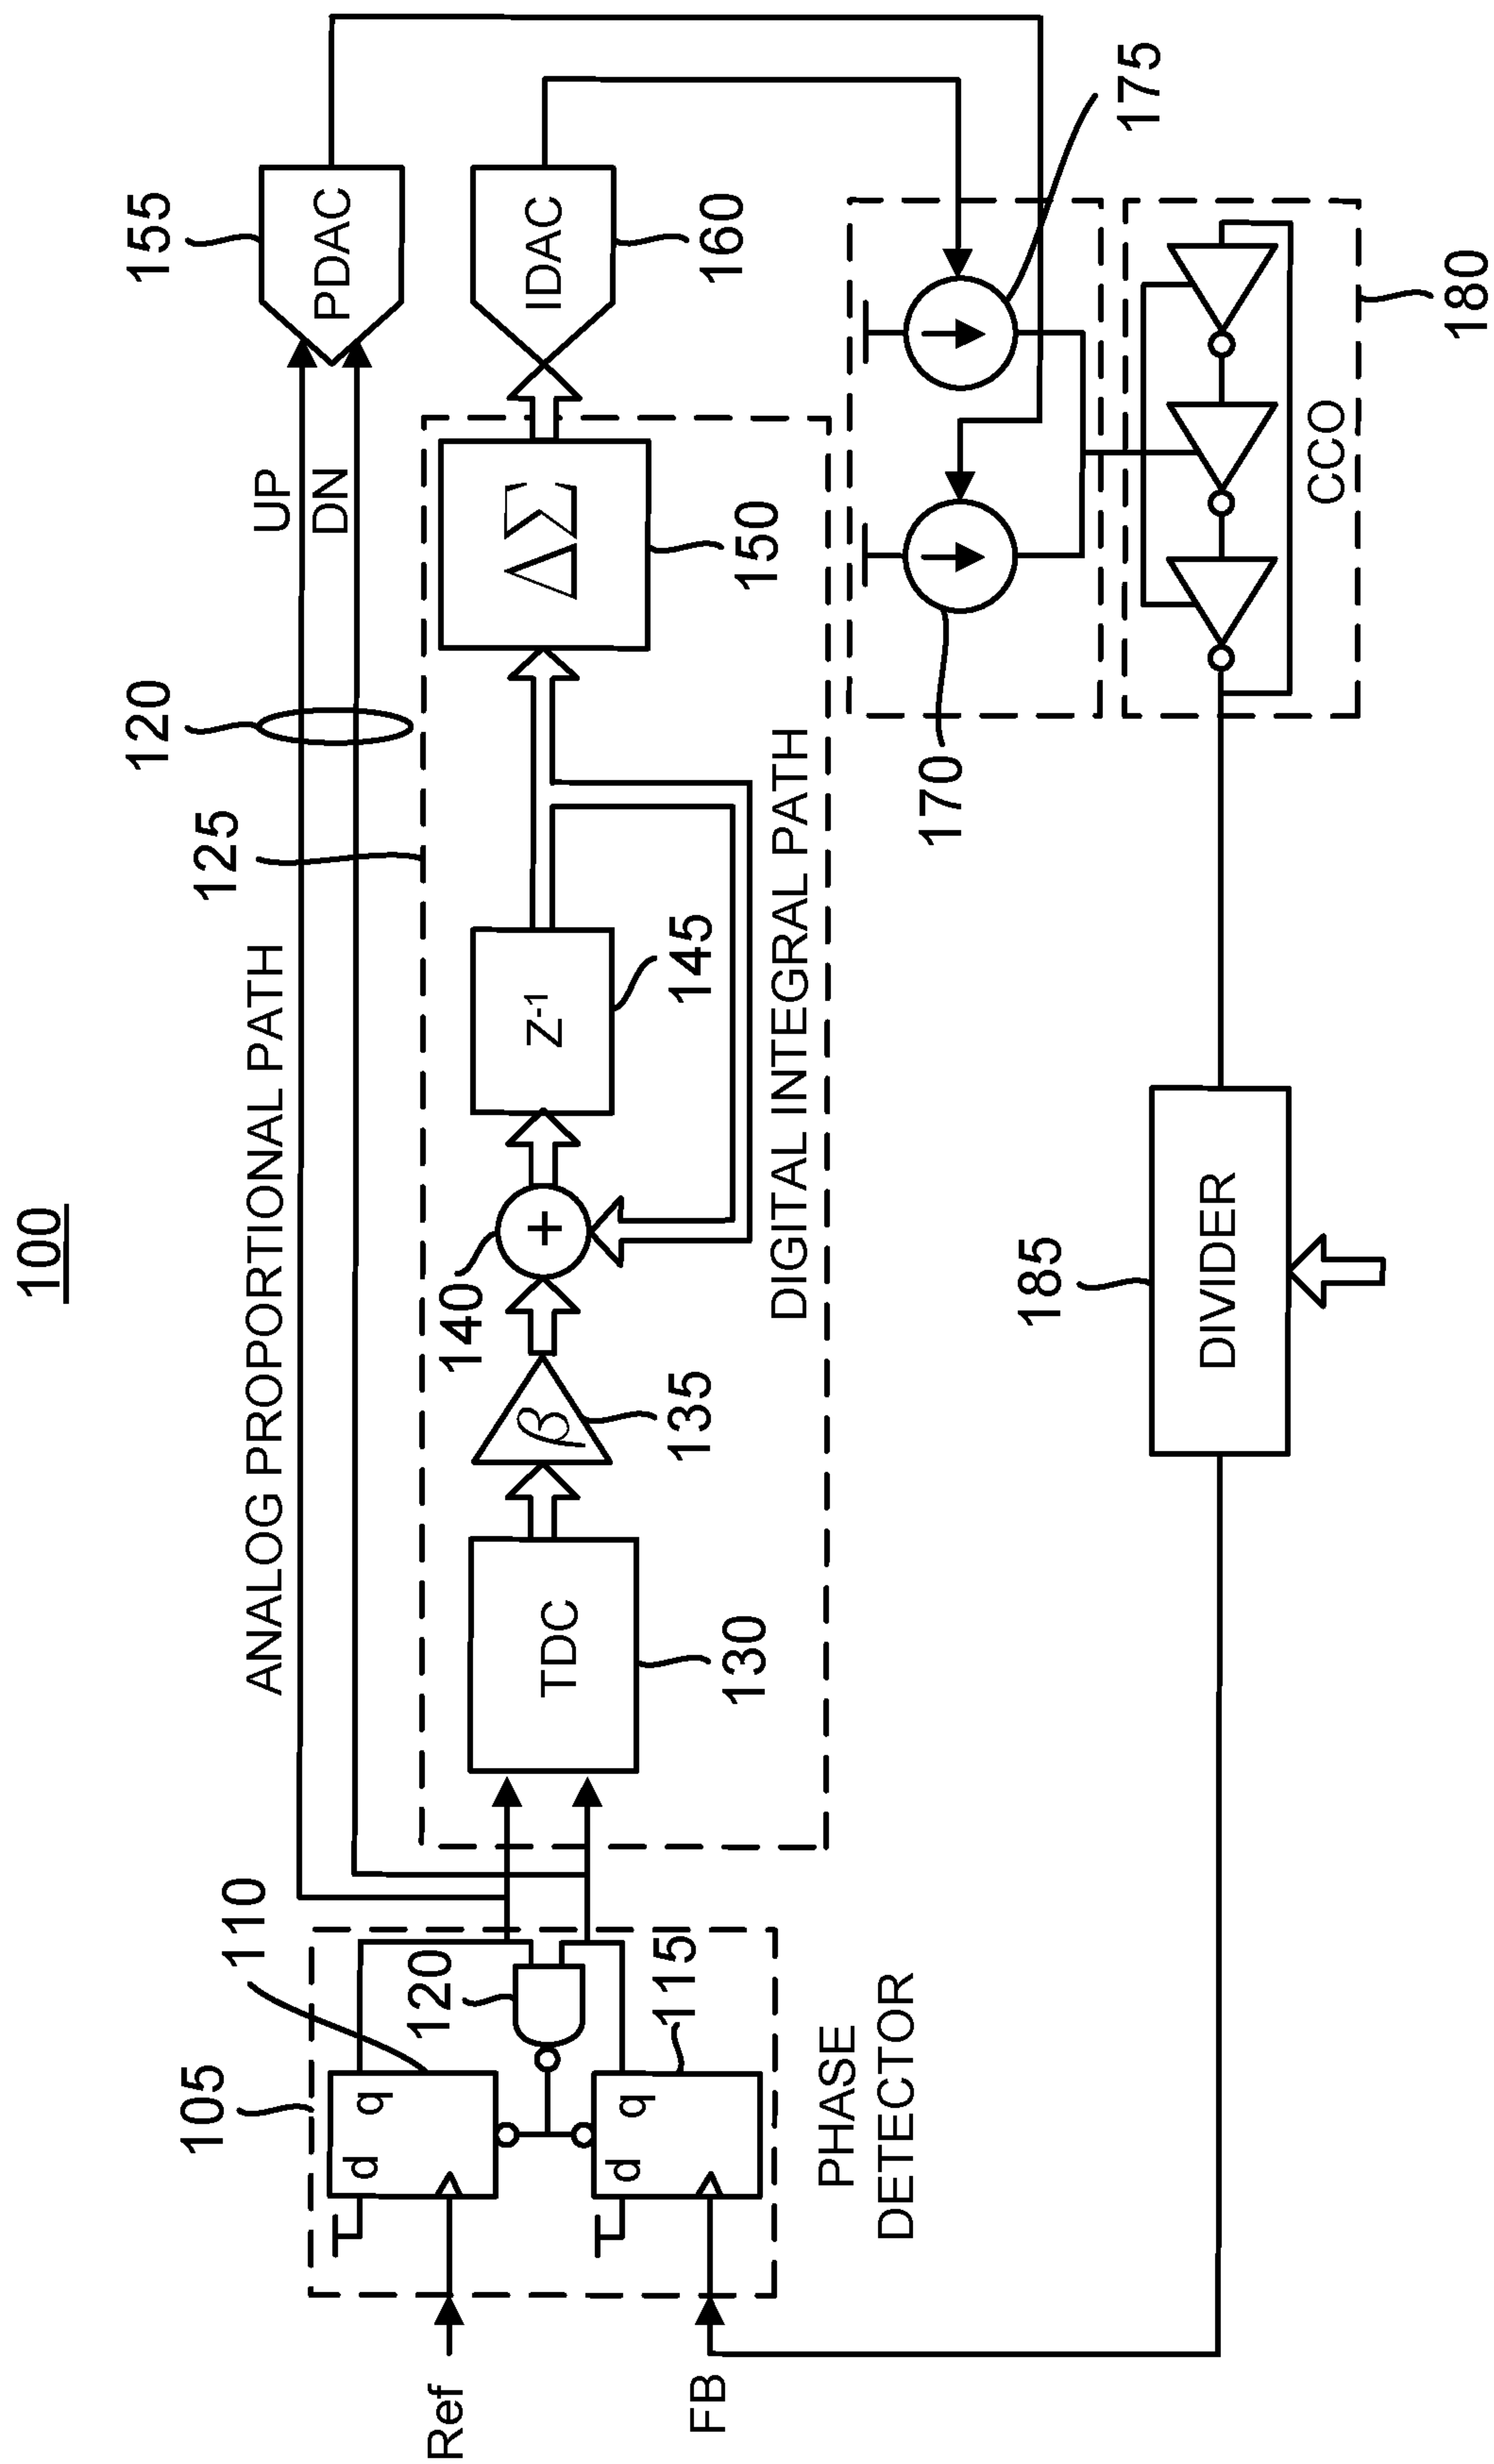 100
ANALOG PROPORTIONAL PATH
120
UP
DN
155
PDAC
125
105
110
d q
120
d q
115
PHASE
DETECTOR
Ref
FB
TDC
130
β
135
140
+
Z-1
145
ΔΣ
150
IDAC
160
DIGITAL INTEGRAL PATH
170
175
CCO
180
185
DIVIDER